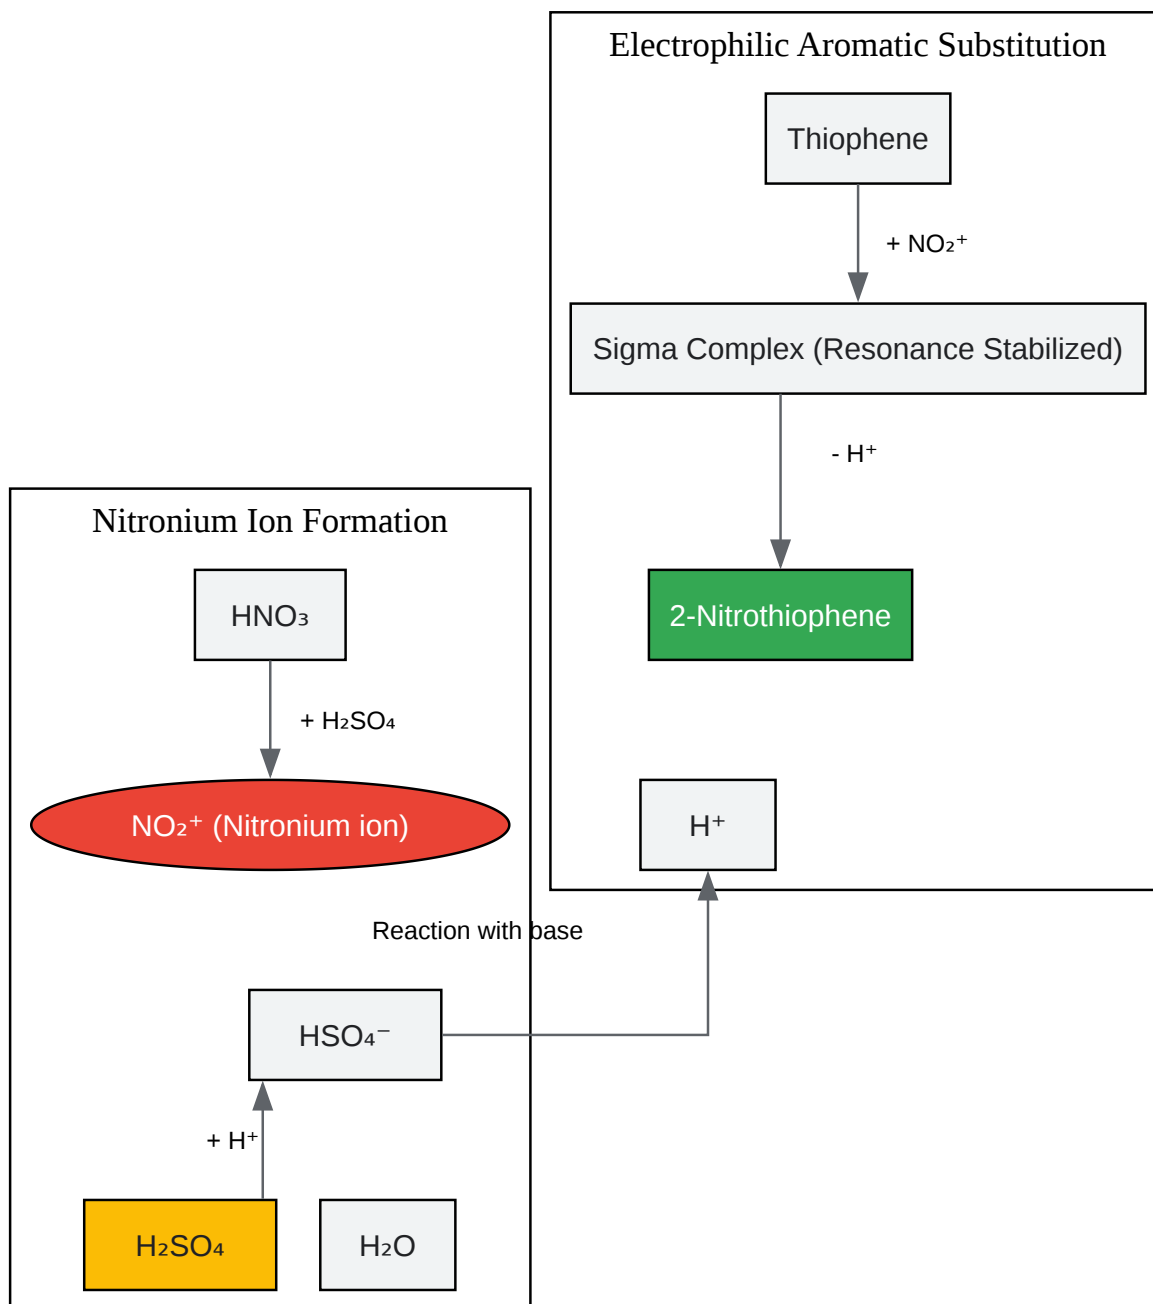 Electrophilic Aromatic Substitution
Thiophene
+ NO₂⁺
Sigma Complex (Resonance Stabilized)
- H⁺
2-Nitrothiophene
H⁺
Nitronium Ion Formation
HNO₃
+ H₂SO₄
NO₂⁺ (Nitronium ion)
Reaction with base
HSO₄⁻
+ H⁺
H₂SO₄
H₂O